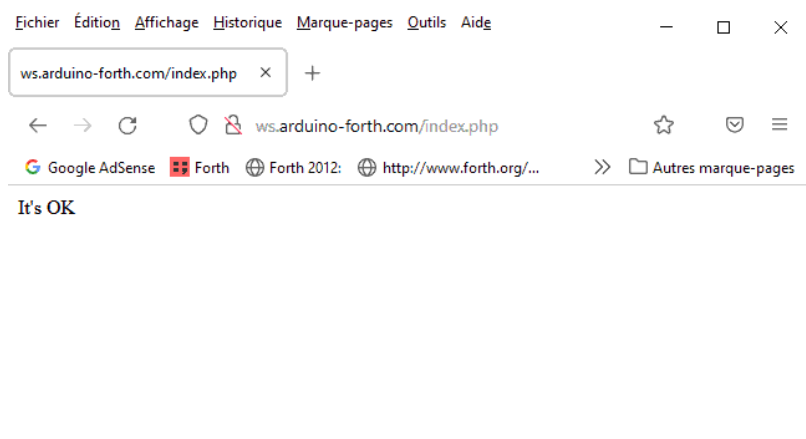 Fichier Édition Affichage Historique Marque-pages Outils Aide
ws.arduino-forth.com/index.php
ws.arduino-forth.com/index.php
Google AdSense Forth Forth 2012: http://www.forth.org/... Autres marque-pages
It's OK